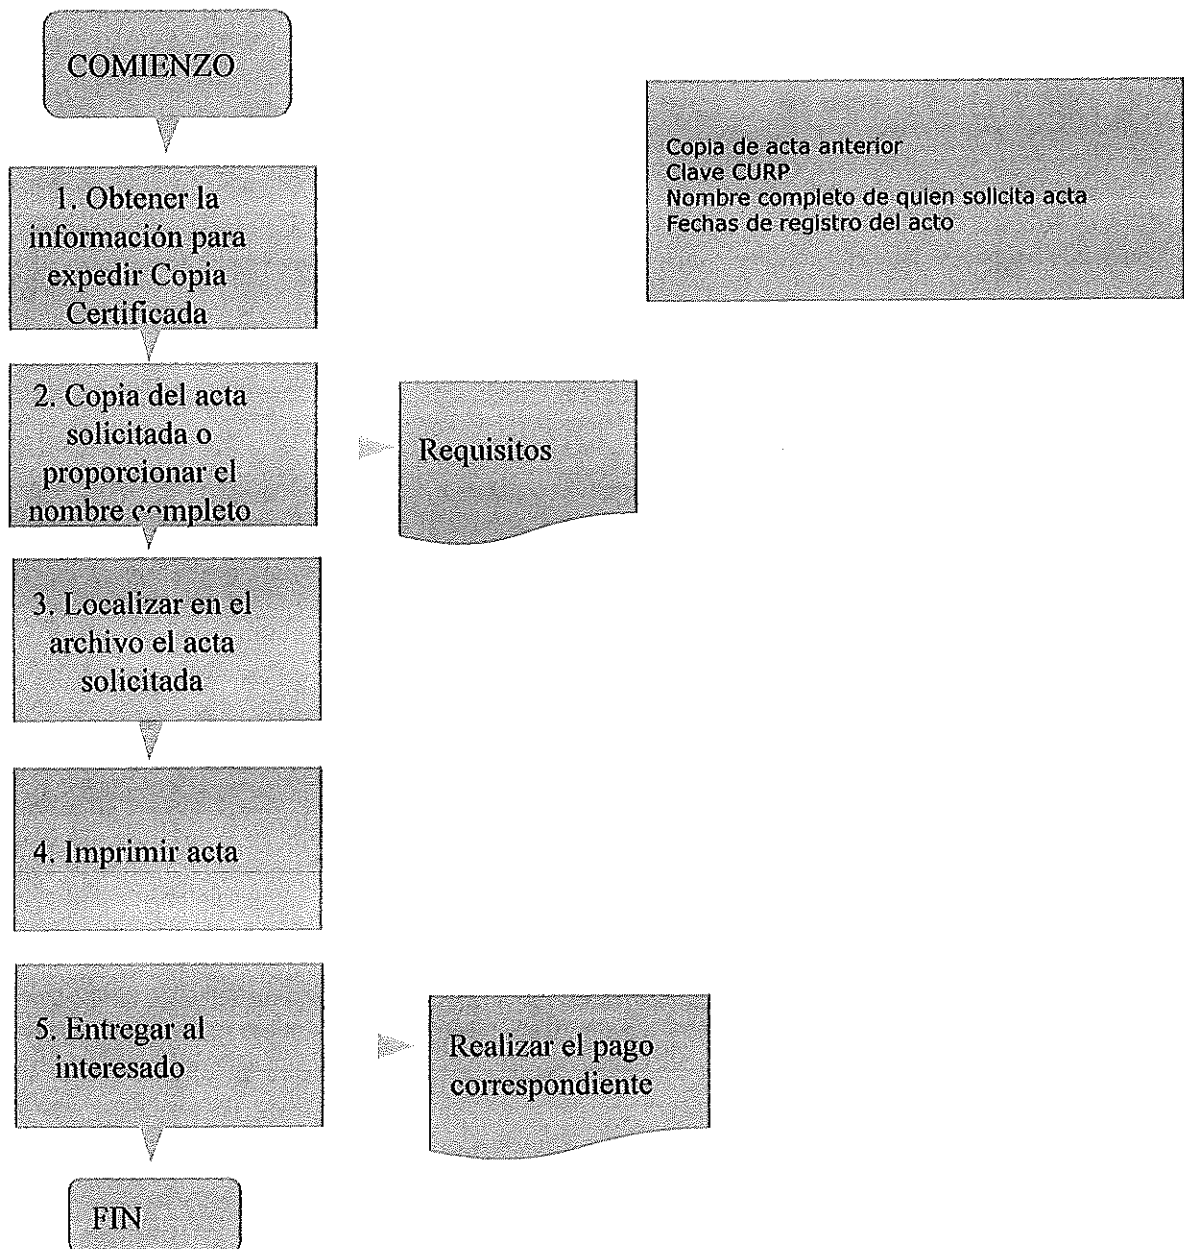 COMIENZO
Copia de acta anterior
Clave CURP
Nombre completo de quien solicita acta
Fechas de registro del acto
1. Obtener la
información para
expedir Copia
Certificada
2. Copia del acta
solicitada o
proporcionar el
nombre completo
Requisitos
3. Localizar en el
archivo el acta
solicitada
4. Imprimir acta
5. Entregar al
interesado
Realizar el pago
correspondiente
FIN